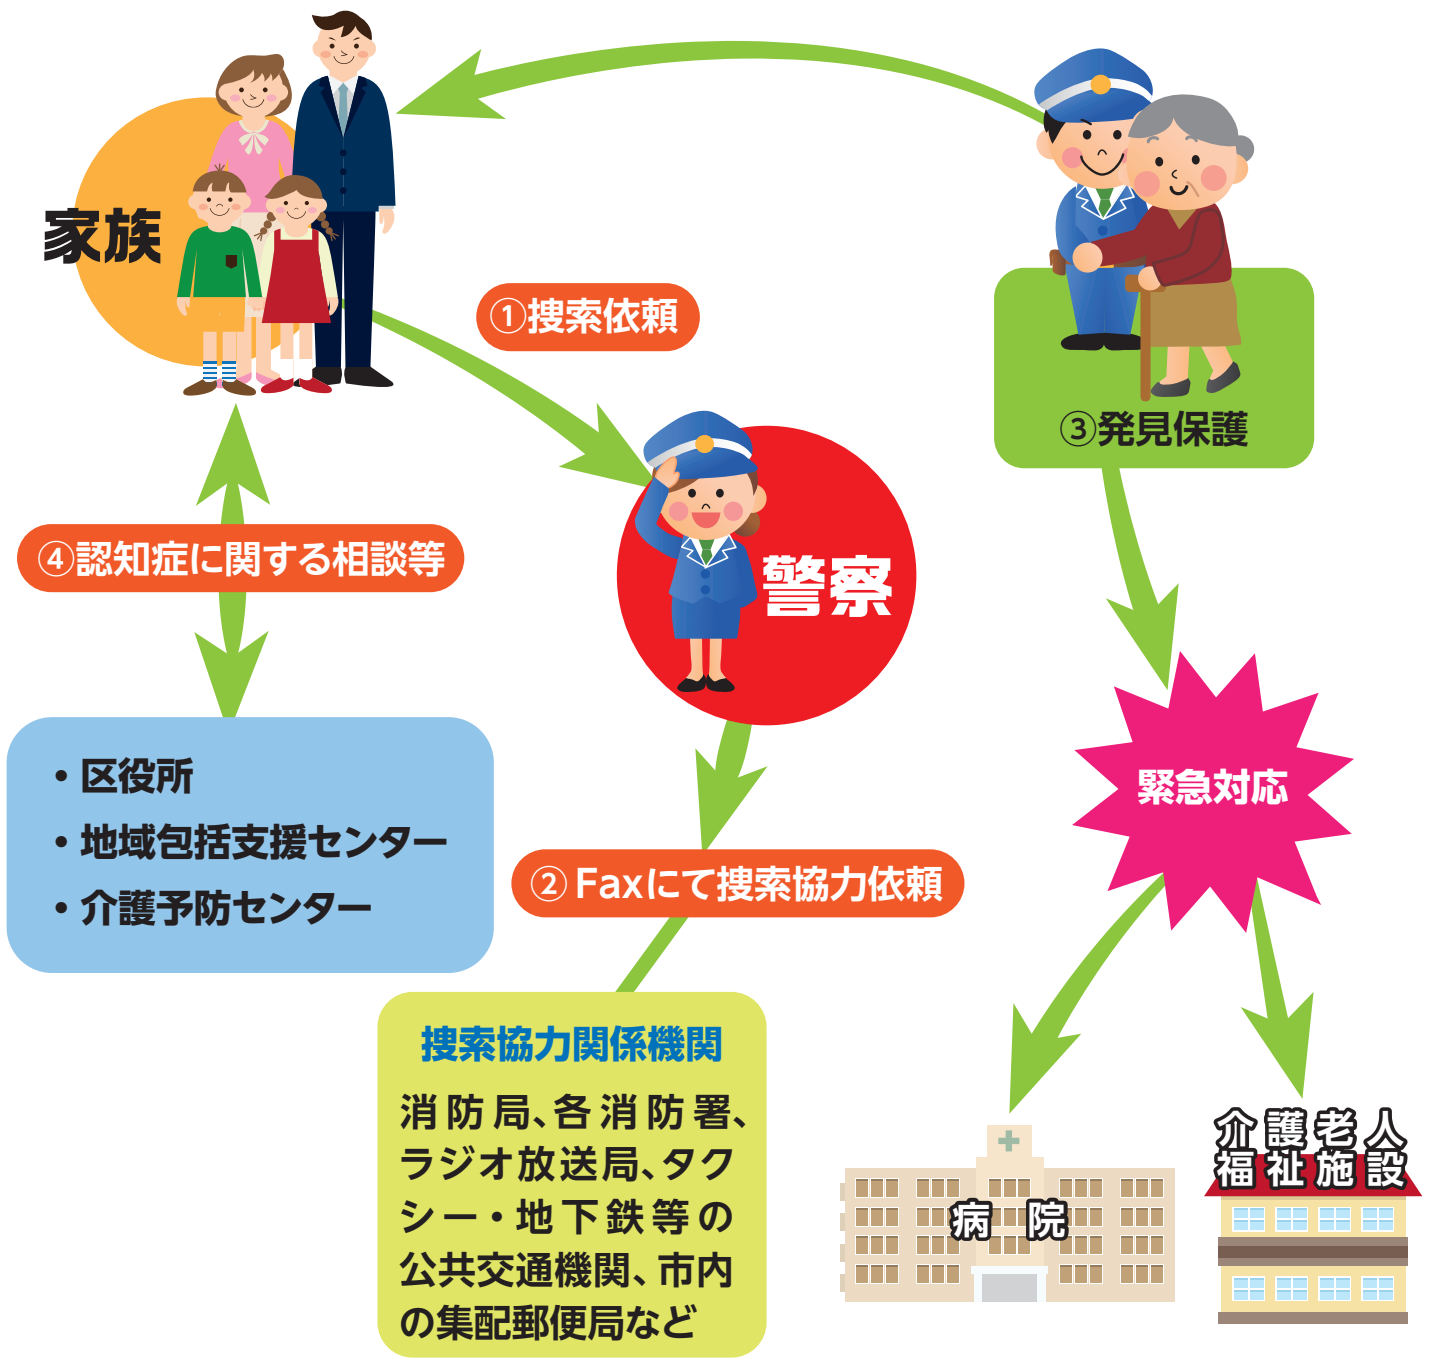 家族
①捜索依頼
③発見保護
④認知症に関する相談等
警察
・区役所
・地域包括支援センター
・介護予防センター
緊急対応
②Faxにて捜索協力依頼
捜索協力関係機関
消防局、各消防署、
ラジオ放送局、タク
シー・地下鉄等の
公共交通機関、市内
の集配郵便局など
病院
介護老人
福祉施設